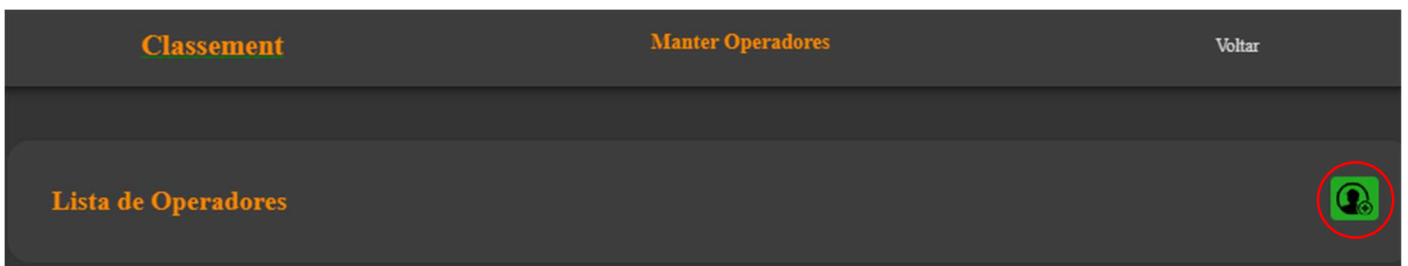 Classement
Manter Operadores
Voltar
Lista de Operadores